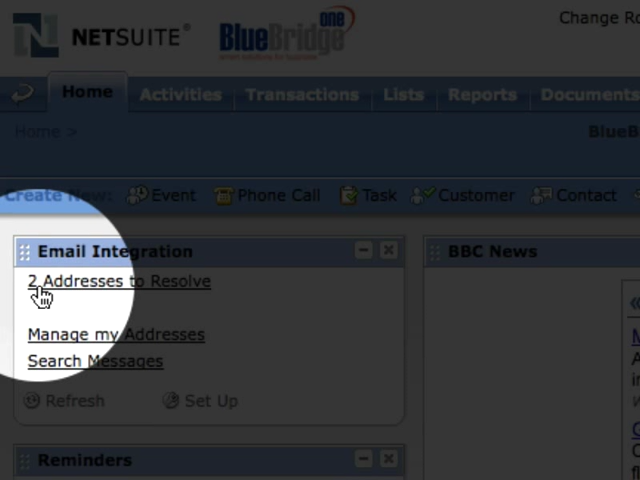 NETSUITE®
one
BlueBridge
Change Ro
Home Activities Transactions Lists Reports Documents
Home >
BlueB
Create New: Event Phone Call Task Customer Contact
Email Integration
BBC News
2 Addresses to Resolve
Manage my Addresses
Search Messages
Refresh Set Up
Reminders